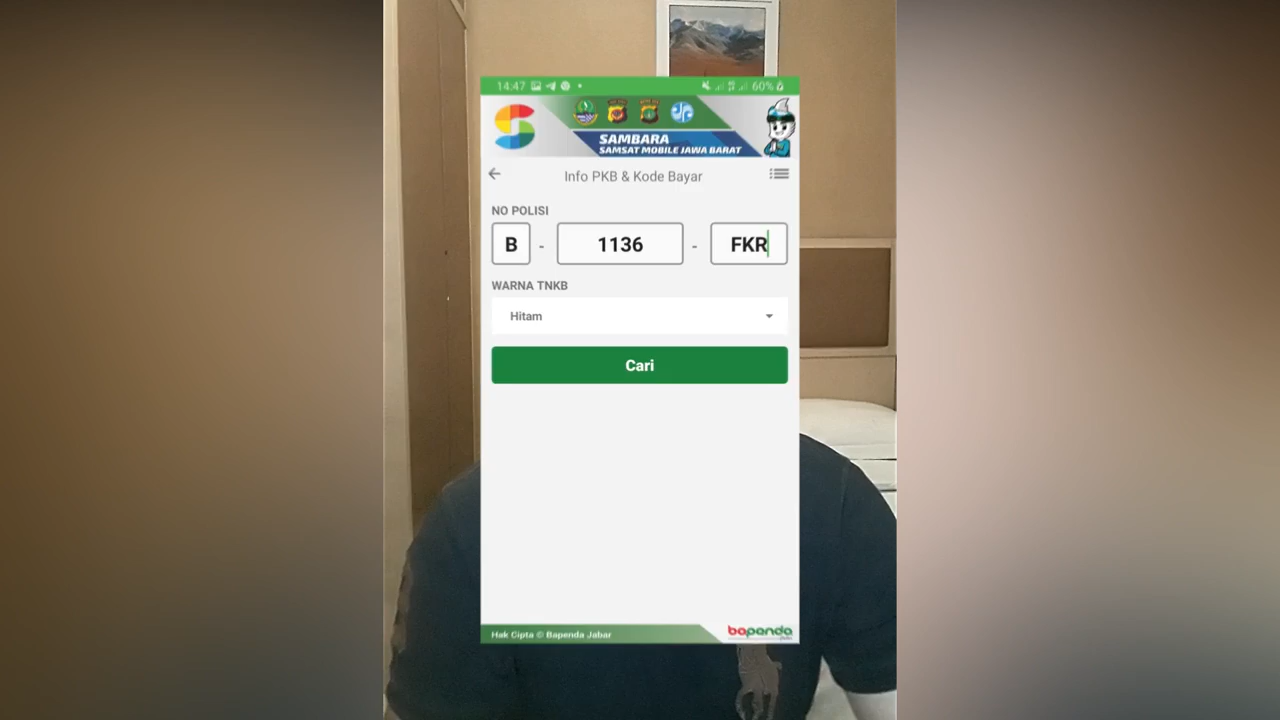 14:47 60%
SAMBARA
SAMSAT MOBILE JAWA BARAT
Info PKB & Kode Bayar
NO POLISI
B - 1136 - FKR
WARNA TNKB
Hitam
Cari
Hak Cipta © Bapenda Jabar
bapenda